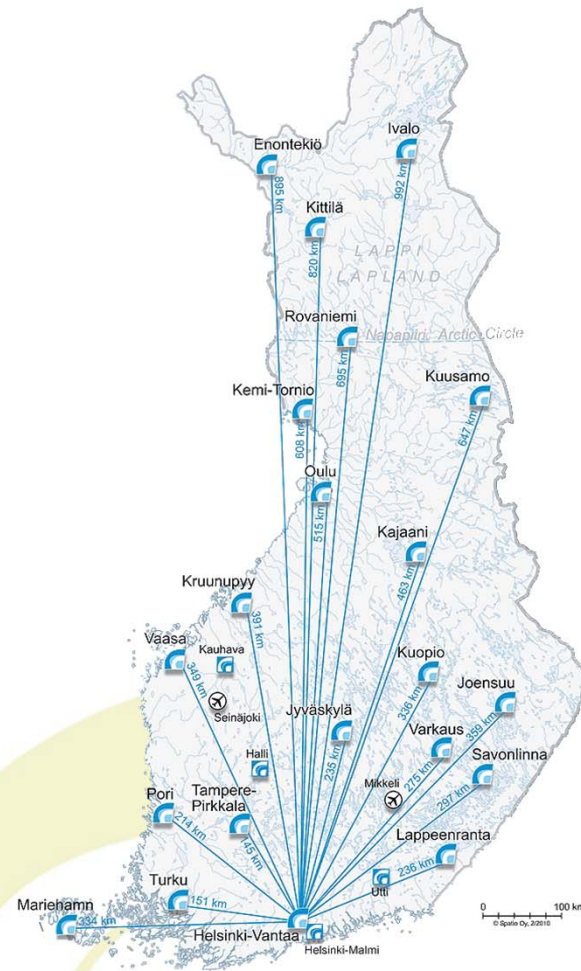 Ivalo
992 km
Enontekiö
895 km
Kittilä
820 km
LAPPI
LAPLAND
Rovaniemi
695 km
Napapiiri, Arctic Circle
Kuusamo
647 km
Kemi-Tornio
608 km
Oulu
515 km
Kajaani
463 km
Kruunupyy
391 km
Vaasa
349 km
Kauhava
Kuopio
336 km
Joensuu
359 km
Seinäjoki
Jyväskylä
235 km
Varkaus
275 km
Savonlinna
297 km
Halli
Mikkeli
Pori
214 km
Tampere-
Pirkkala
145 km
Lappeenranta
236 km
Utti
Turku
151 km
Mariehamn
334 km
Helsinki-Vantaa
Helsinki-Malmi
0 100 km
© Spatio Oy, 2/2010